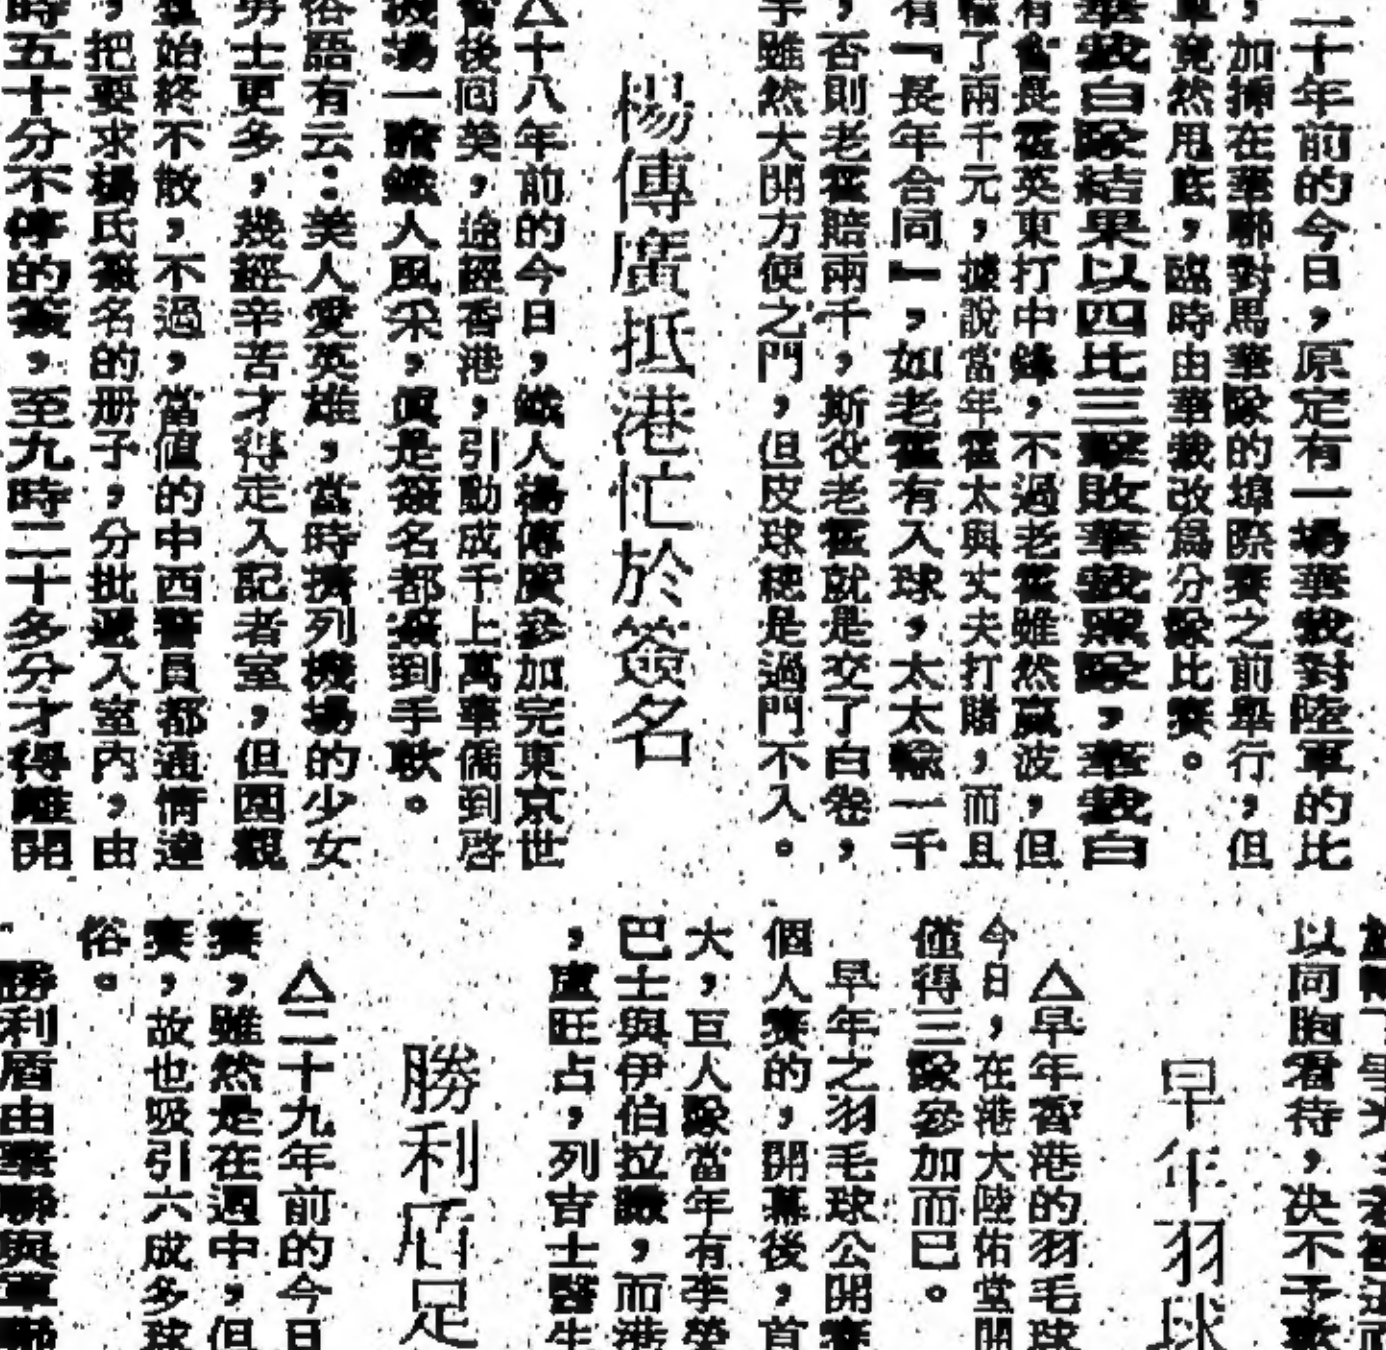 二十年前的今日，原定有一場華警對陸軍的比
，加揷在華聯對馬華隊的埠際賽之前舉行，但
軍竟然甩底，臨時由華警改爲分隊比賽。
華警白隊結果以四比三擊敗華警照隊，華警白
有會長霍英東打中鋒，不過老霍雖然贏波，但
輸了兩千元，據說當年霍太與丈夫打賭，而且
有「長年合同」，如老霍有入球，太太輸一千
，否則老霍賠兩千，斯役老霍就是交了白卷，
手雖然大開方便之門，但皮球總是過門不入。
楊傳廣抵港忙於簽名
△十八年前的今日，鐵人楊傳廣參加完東京世
後囘美，途經香港，引動成千上萬華僑到啓
機場一瞻鐵人風采，眞是簽名都簽到手軟。
俗語有云：美人愛英雄，當時擠列機場的少女
男士更多，幾經辛苦才得走入記者室，但圍觀
始終不散，不過，當値的中西警員都通情達
，把要求楊氏簽名的册子，分批遞入室內，由
時五十分不停的簽，至九時二十多分才得離開
以同胞看待，決不予歡
早年羽球
△早年香港的羽毛球
今日，在港大陸佑堂開
僅得三隊參加而已。
早年之羽毛球公開賽
個人賽的，開幕後，首
大，巨人隊當年有李榮
巴士與伊伯拉謙，而港
，盧旺占，列吉士醫生
勝利盾足
△二十九年前的今日
賽，雖然是在週中，但
賽，故也吸引六成多球
俗。
勝利盾由華聯與軍聯